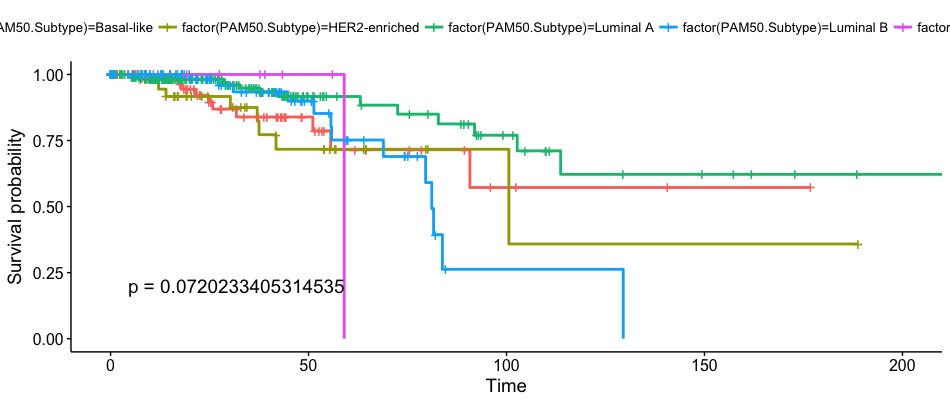 AM50.Subtype)=Basal-like factor(PAM50.Subtype)=HER2-enriched factor(PAM50.Subtype)=Luminal A factor(PAM50.Subtype)=Luminal B factor
1.00
0.75
0.50
0.25
0.00
Survival probability
p = 0.0720233405314535
0 50 100 150 200
Time